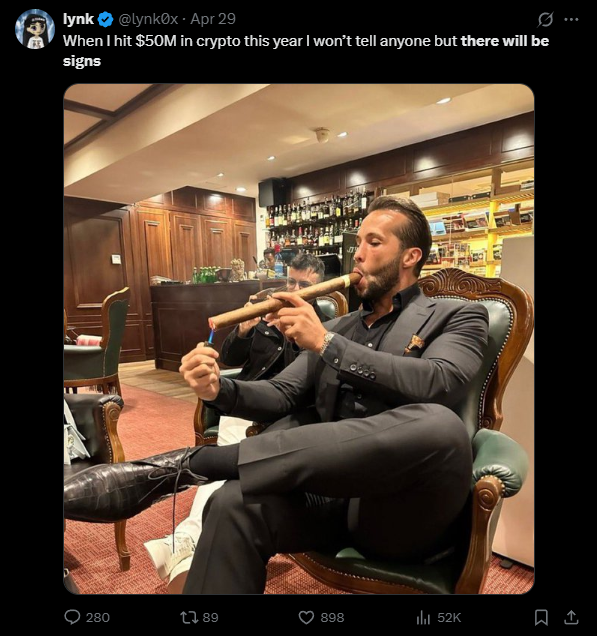 lynk @lynk0x · Apr 29
When I hit $50M in crypto this year I won’t tell anyone but there will be
signs
280 89 898 52K